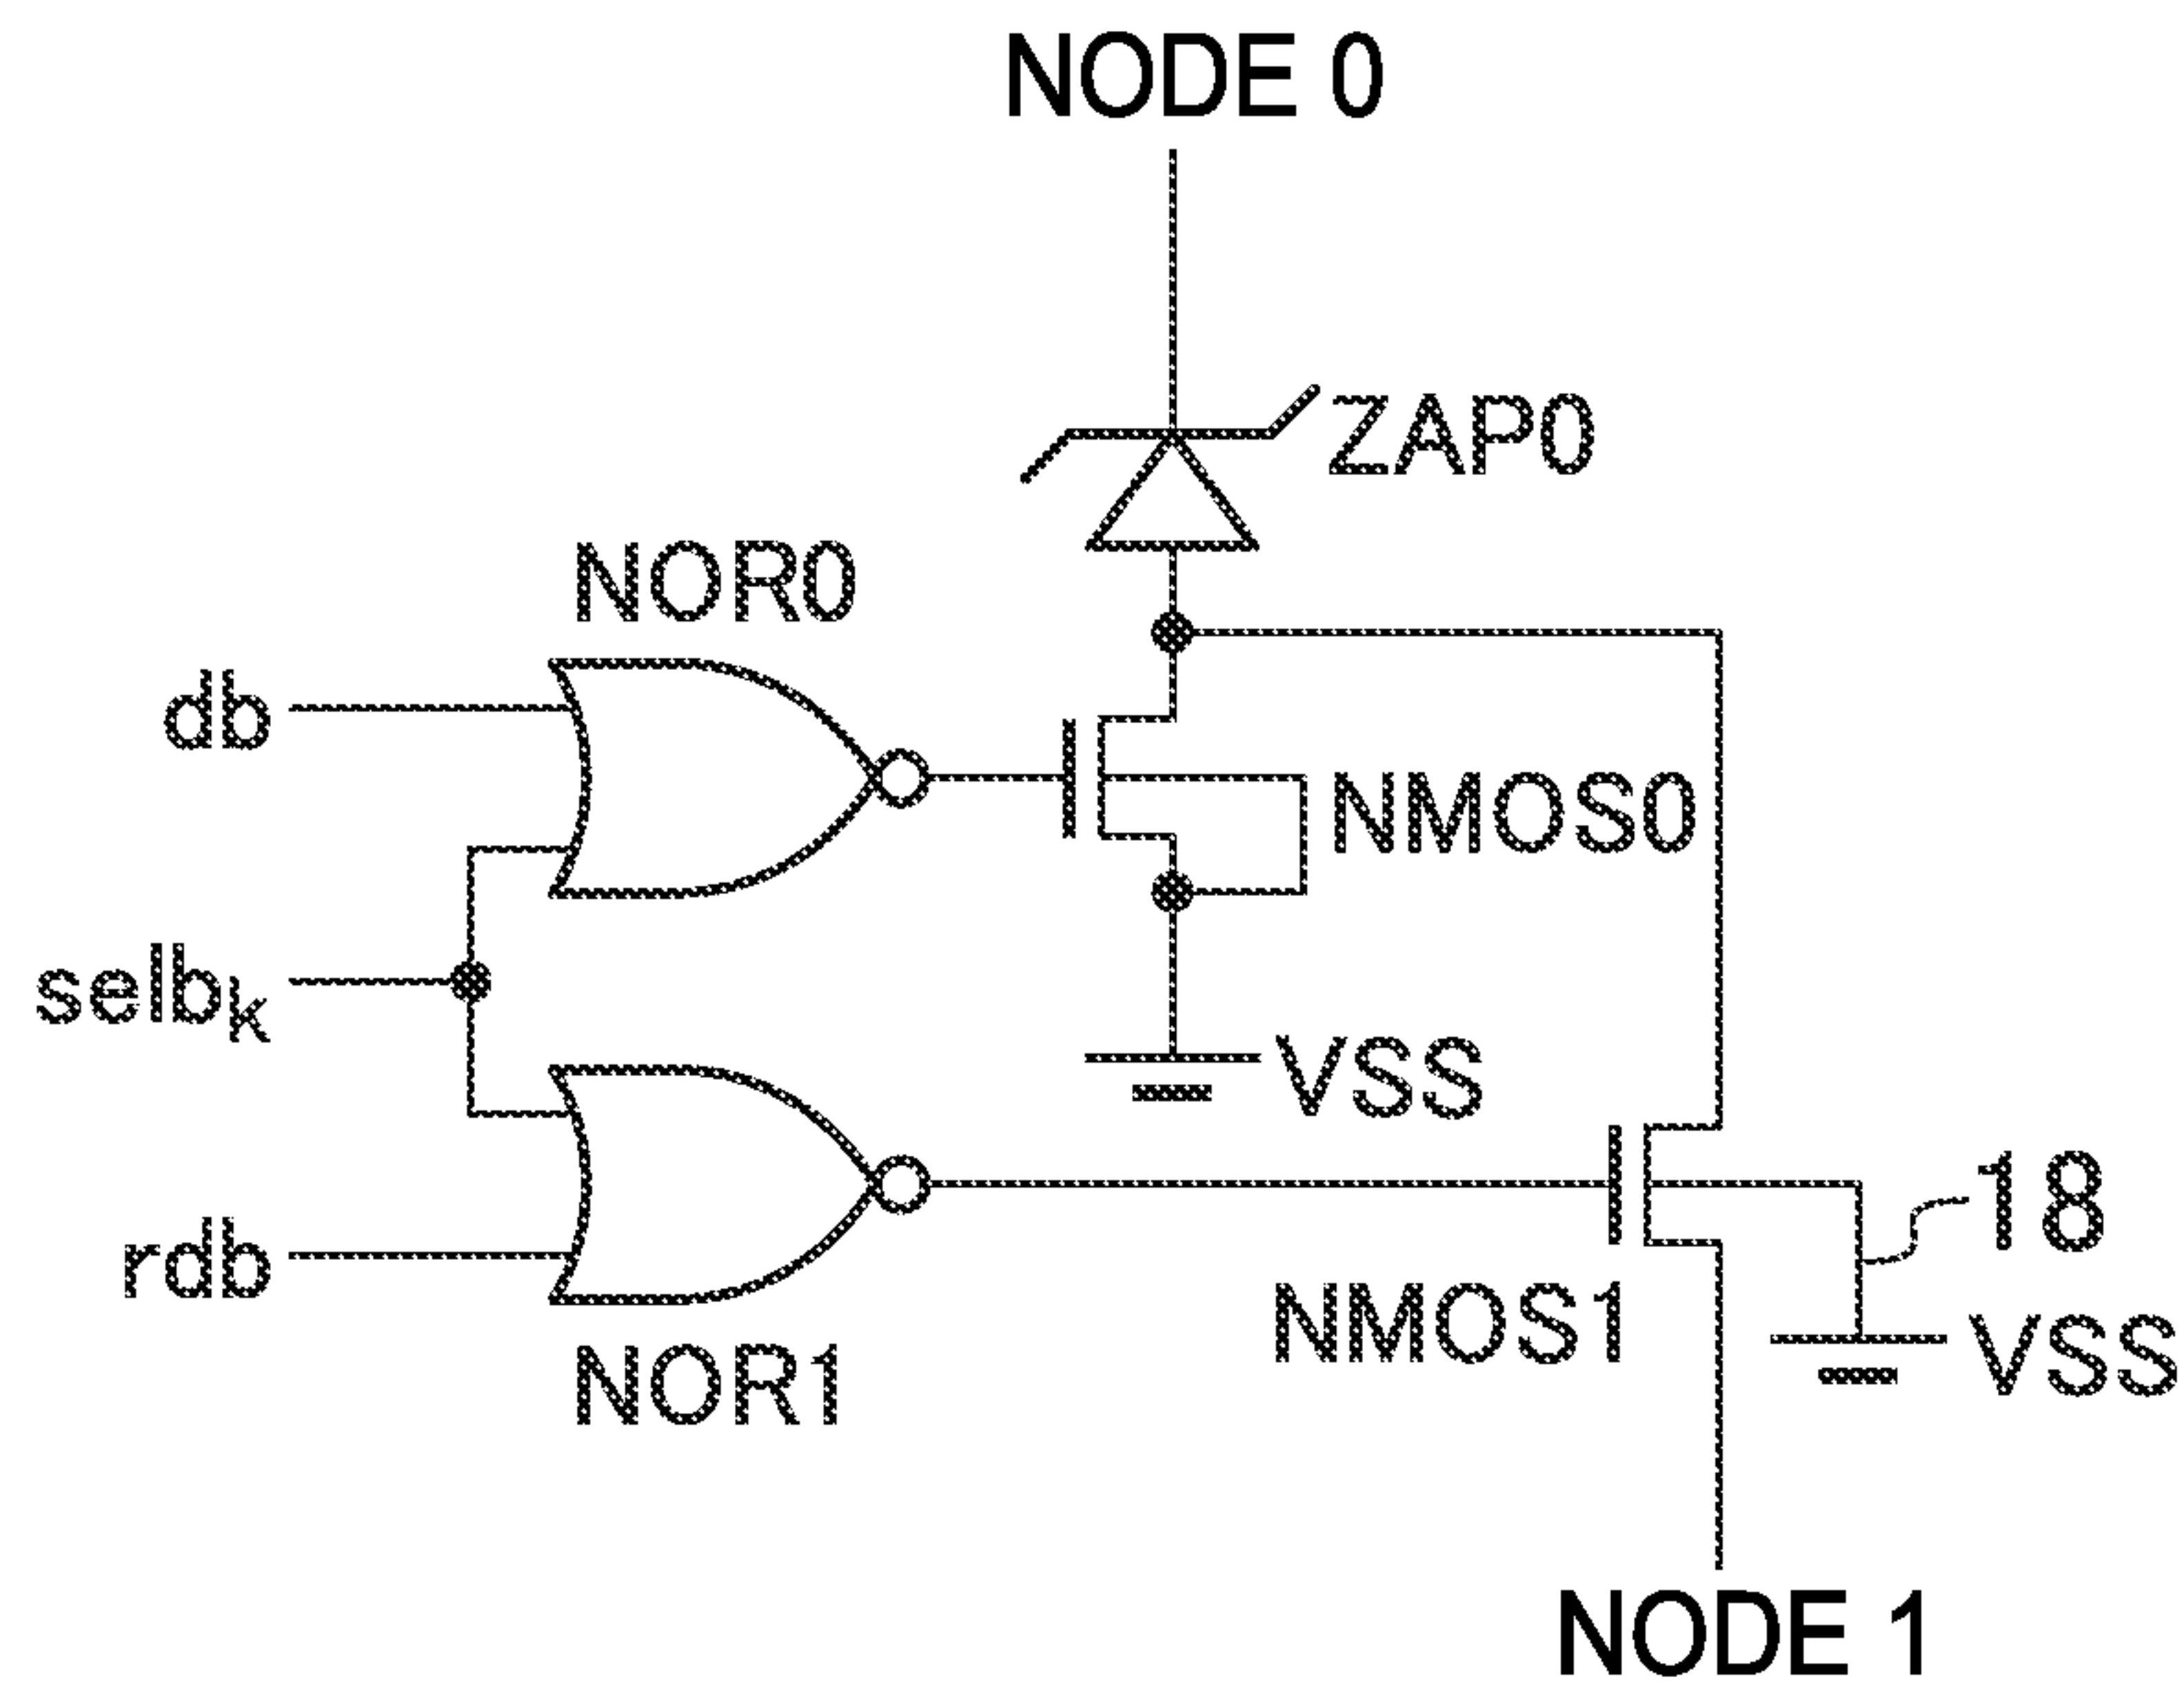 NODE 0
ZAP0
NOR0
db
NMOS0
selbk
VSS
18
rdb
NMOS1
VSS
NOR1
NODE 1